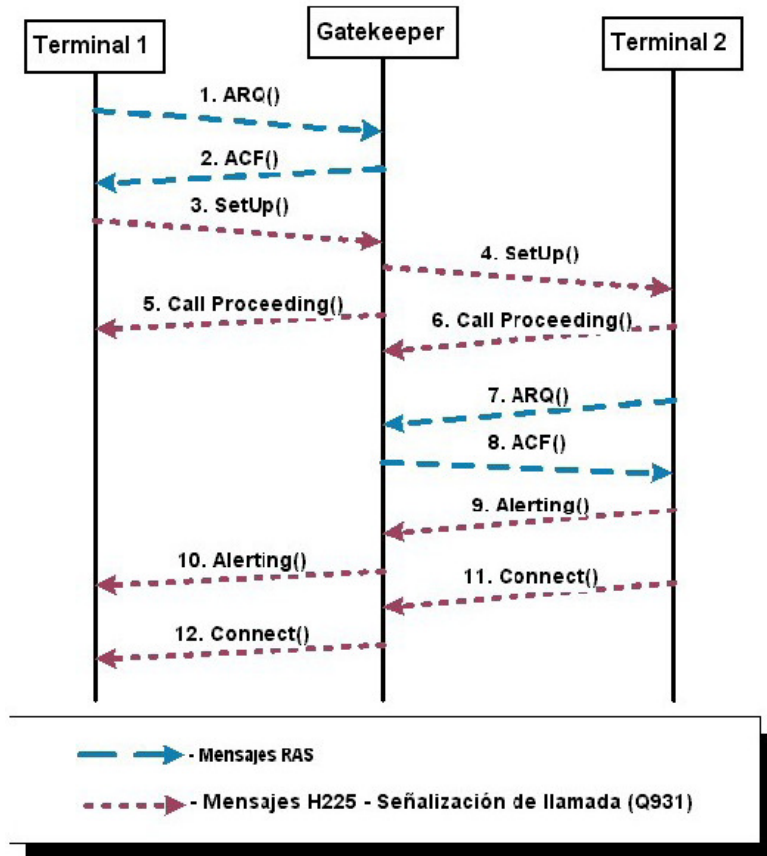 Terminal 1
Gatekeeper
Terminal 2
1. ARQ()
2. ACF()
3. SetUp()
4. SetUp()
5. Call Proceeding()
6. Call Proceeding()
7. ARQ()
8. ACF()
9. Alerting()
10. Alerting()
11. Connect()
12. Connect()
- Mensajes RAS
- Mensajes H225 - Señalización de llamada (Q931)